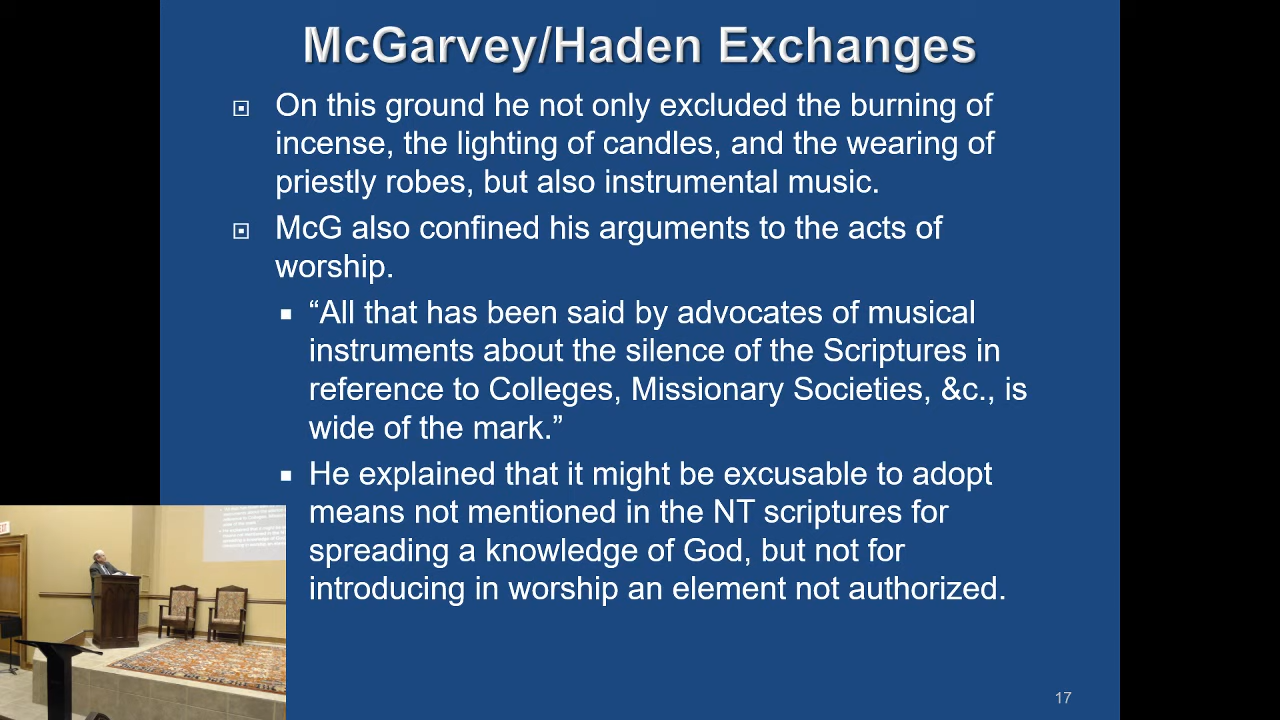 McGarvey/Haden Exchanges
On this ground he not only excluded the burning of
incense, the lighting of candles, and the wearing of
priestly robes, but also instrumental music.
McG also confined his arguments to the acts of
worship.
“All that has been said by advocates of musical
instruments about the silence of the Scriptures in
reference to Colleges, Missionary Societies, &c., is
wide of the mark.”
He explained that it might be excusable to adopt
means not mentioned in the NT scriptures for
spreading a knowledge of God, but not for
introducing in worship an element not authorized.
17